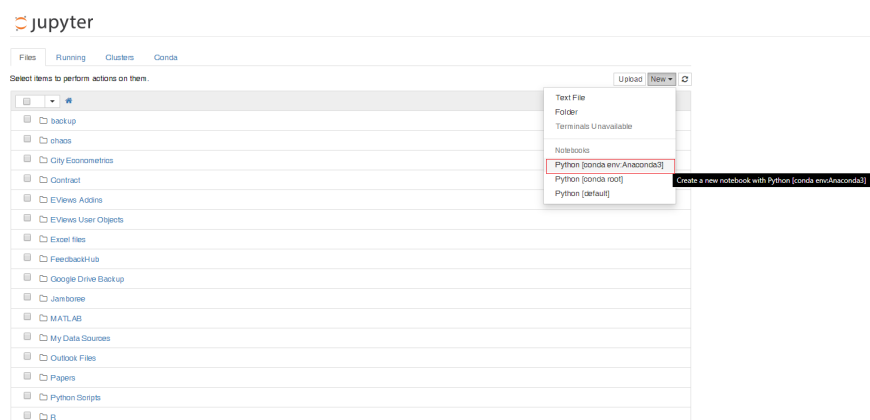 jupyter
Files Running Clusters Conda
Select items to perform actions on them.
Upload New
Text File
Folder
Terminals Unavailable
Notebooks
Python [conda env:Anaconda3]
Create a new notebook with Python [conda env:Anaconda3]
Python [conda root]
Python [default]
backup
chaos
City Econometrics
Contract
EViews Addins
EViews User Objects
Excel files
FeedbackHub
Google Drive Backup
Jamboree
MATLAB
My Data Sources
Outlook Files
Papers
Python Scripts
R